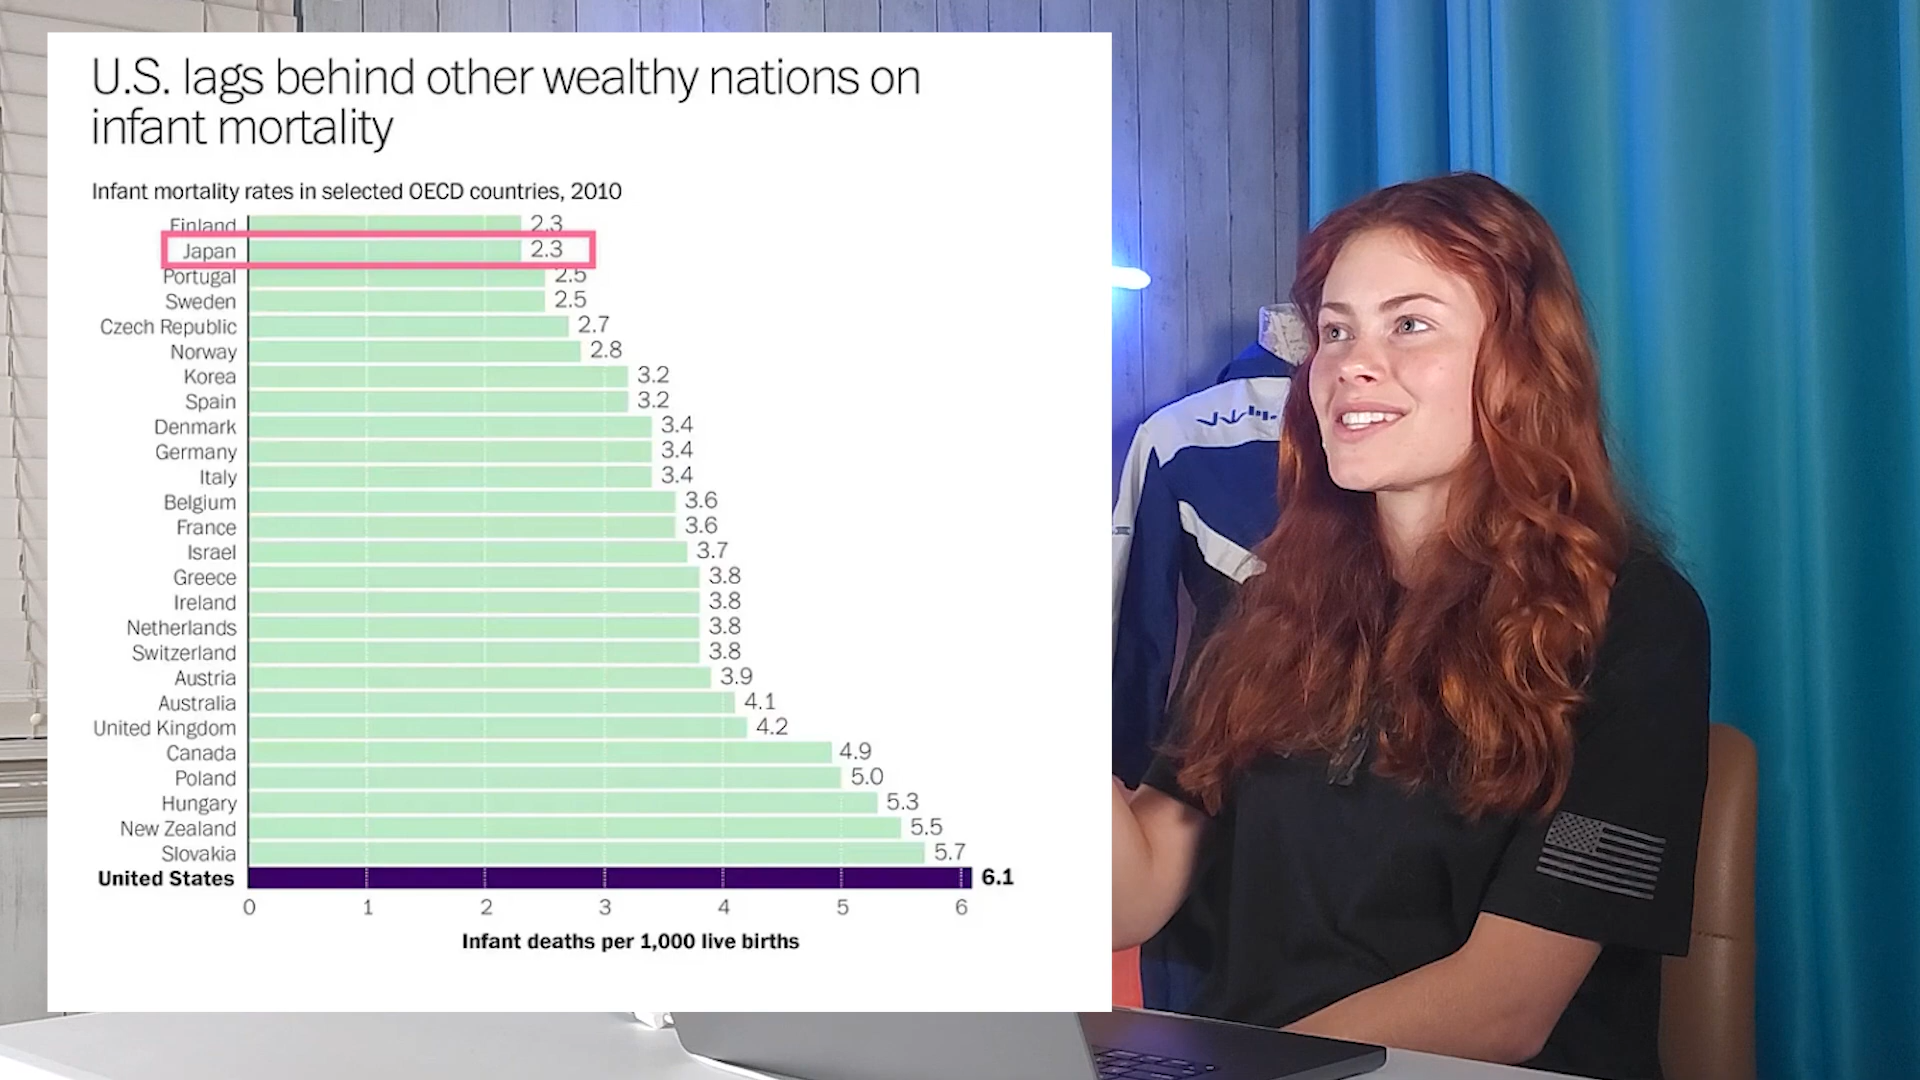 U.S. lags behind other wealthy nations on
infant mortality
Infant mortality rates in selected OECD countries, 2010
Finland 2.3
Japan 2.3
Portugal 2.5
Sweden 2.5
Czech Republic 2.7
Norway 2.8
Korea 3.2
Spain 3.2
Denmark 3.4
Germany 3.4
Italy 3.4
Belgium 3.6
France 3.6
Israel 3.7
Greece 3.8
Ireland 3.8
Netherlands 3.8
Switzerland 3.8
Austria 3.9
Australia 4.1
United Kingdom 4.2
Canada 4.9
Poland 5.0
Hungary 5.3
New Zealand 5.5
Slovakia 5.7
United States 6.1
0 1 2 3 4 5 6
Infant deaths per 1,000 live births